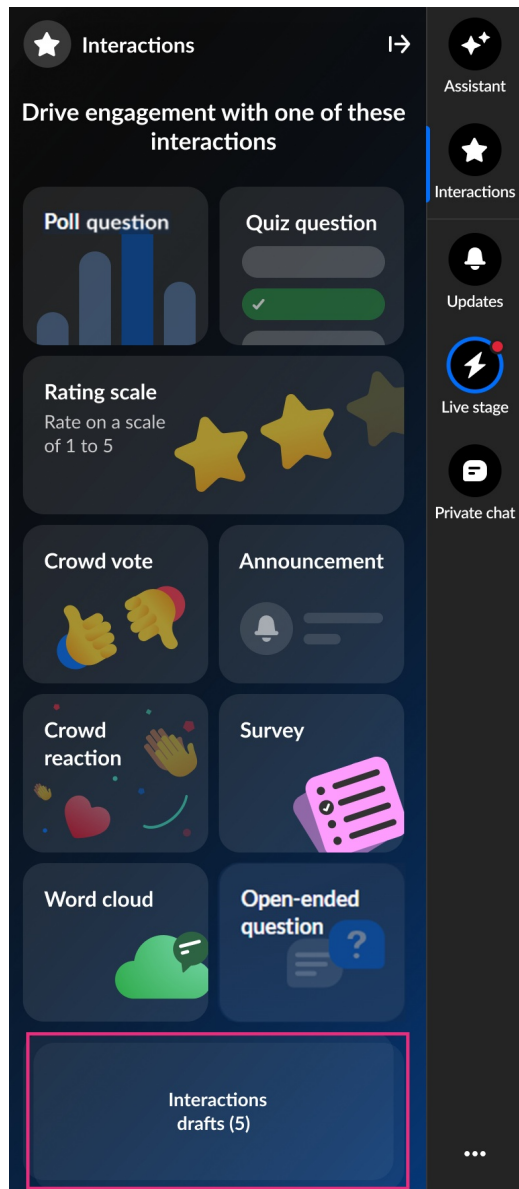 Interactions
Drive engagement with one of these
interactions
Poll question
Quiz question
Rating scale
Rate on a scale
of 1 to 5
Crowd vote
Announcement
Crowd
reaction
Survey
Word cloud
Open-ended
question
?
Interactions
drafts (5)
Assistant
Interactions
Updates
Live stage
Private chat